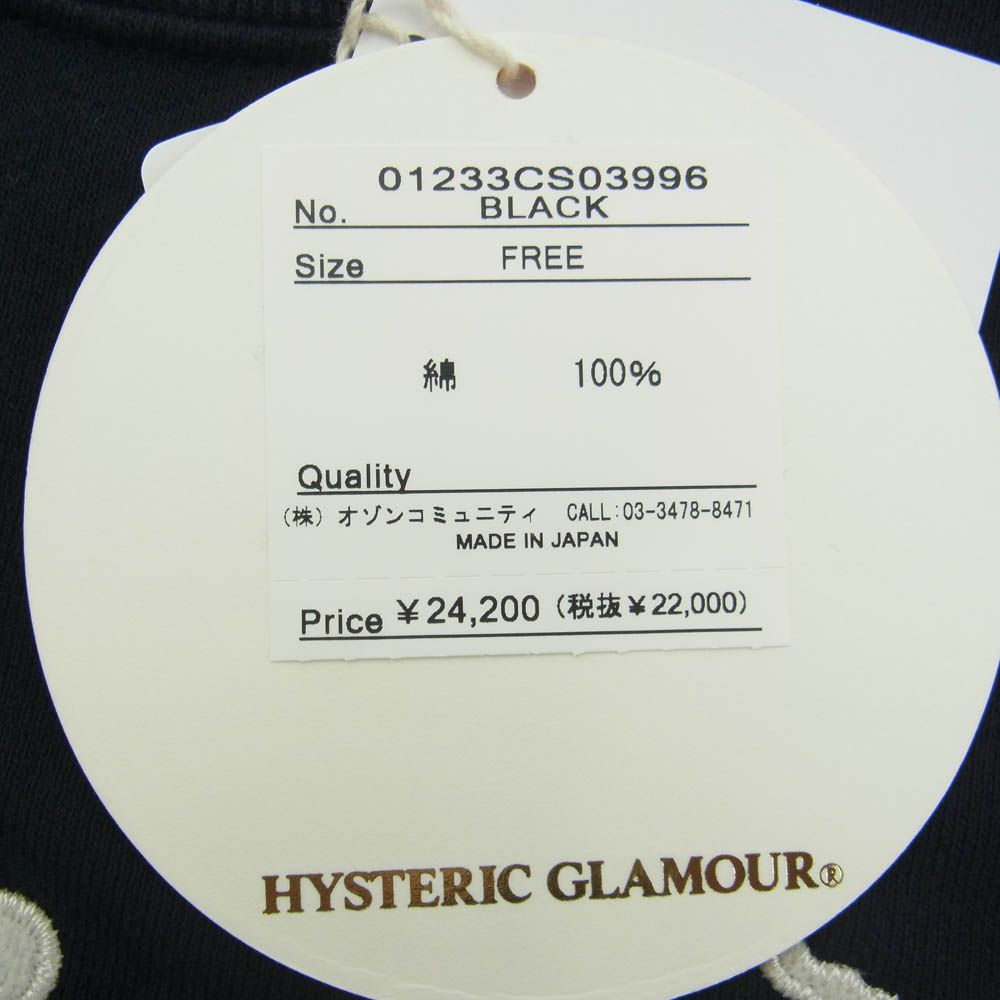 01233CS03996
No. BLACK
Size FREE
綿 100%
Quality
(株) オゾンコミュニティ CALL:03-3478-8471
MADE IN JAPAN
Price ¥24,200 (税抜¥22,000)
HYSTERIC GLAMOUR®